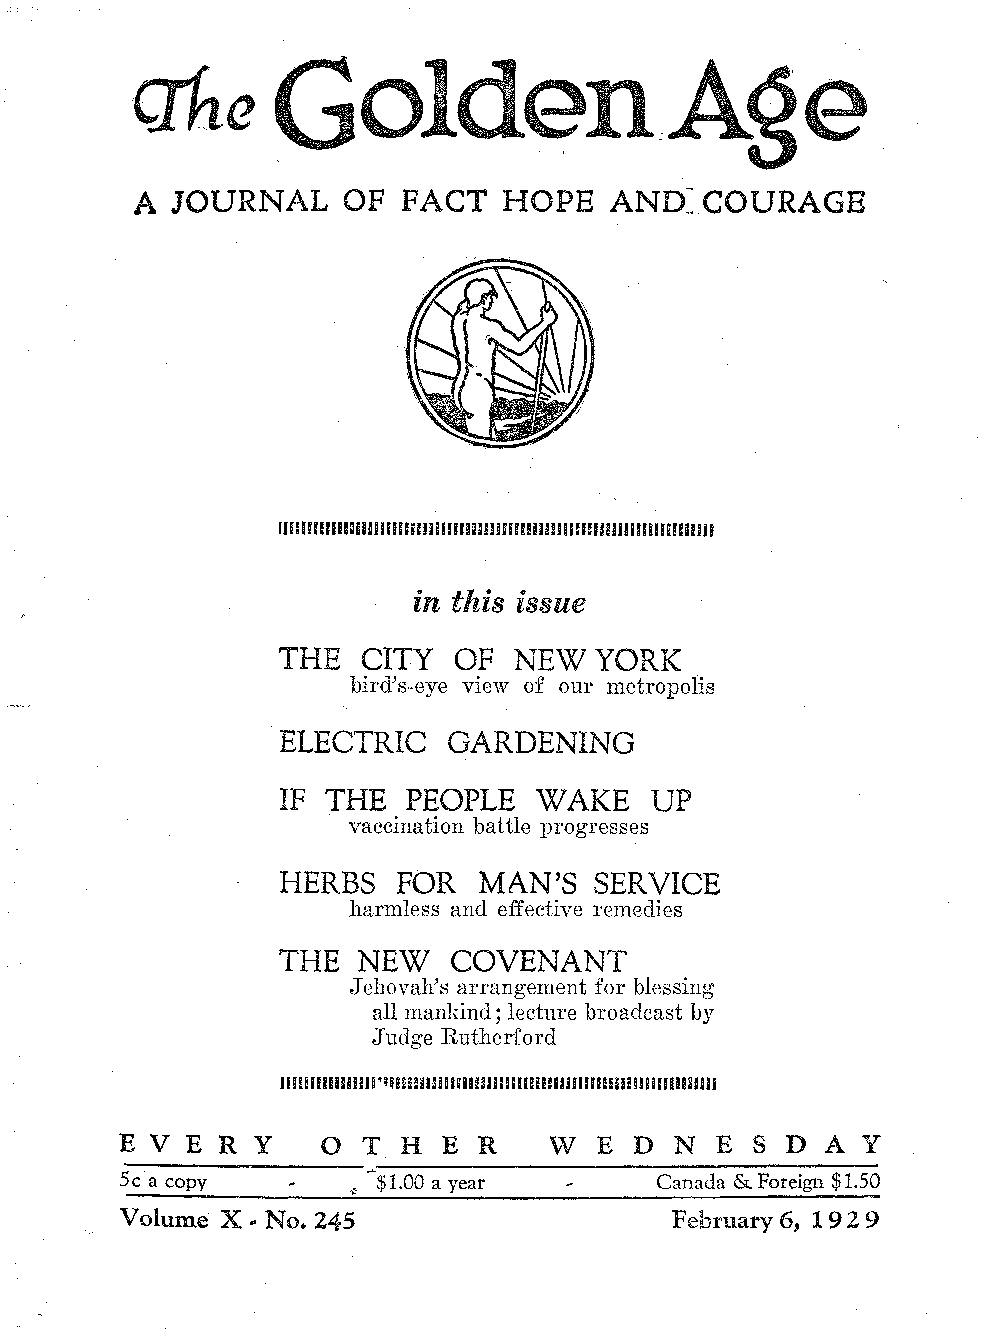 The Golden Age
A JOURNAL OF FACT HOPE AND COURAGE
in this issue
THE CITY OF NEW YORK
bird's-eye view of our metropolis
ELECTRIC GARDENING
IF THE PEOPLE WAKE UP
vaccination battle progresses
HERBS FOR MAN'S SERVICE
harmless and effective remedies
THE NEW COVENANT
Jehovah's arrangement for blessing
all mankind; lecture broadcast by
Judge Rutherford
EVERY OTHER WEDNESDAY
5c a copy - $1.00 a year - Canada & Foreign $1.50
Volume X - No. 245 February 6, 1929